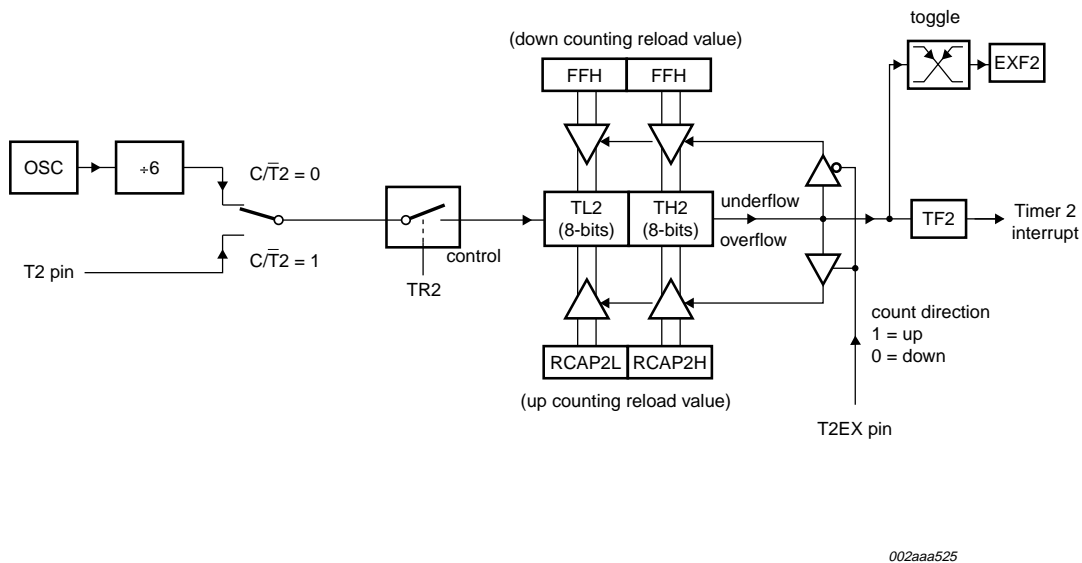 toggle
(down counting reload value)
FFH
FFH
EXF2
OSC
÷6
C/T̅2 = 0
TL2
(8-bits)
TH2
(8-bits)
underflow
overflow
TF2
Timer 2
interrupt
control
C/T̅2 = 1
T2 pin
TR2
count direction
1 = up
0 = down
RCAP2L
RCAP2H
(up counting reload value)
T2EX pin
002aaa525